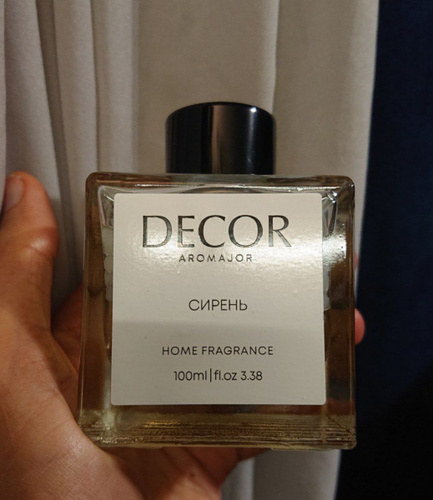 DECOR
AROMAJOR
СИРЕНЬ
HOME FRAGRANCE
100ml|fl.oz 3.38